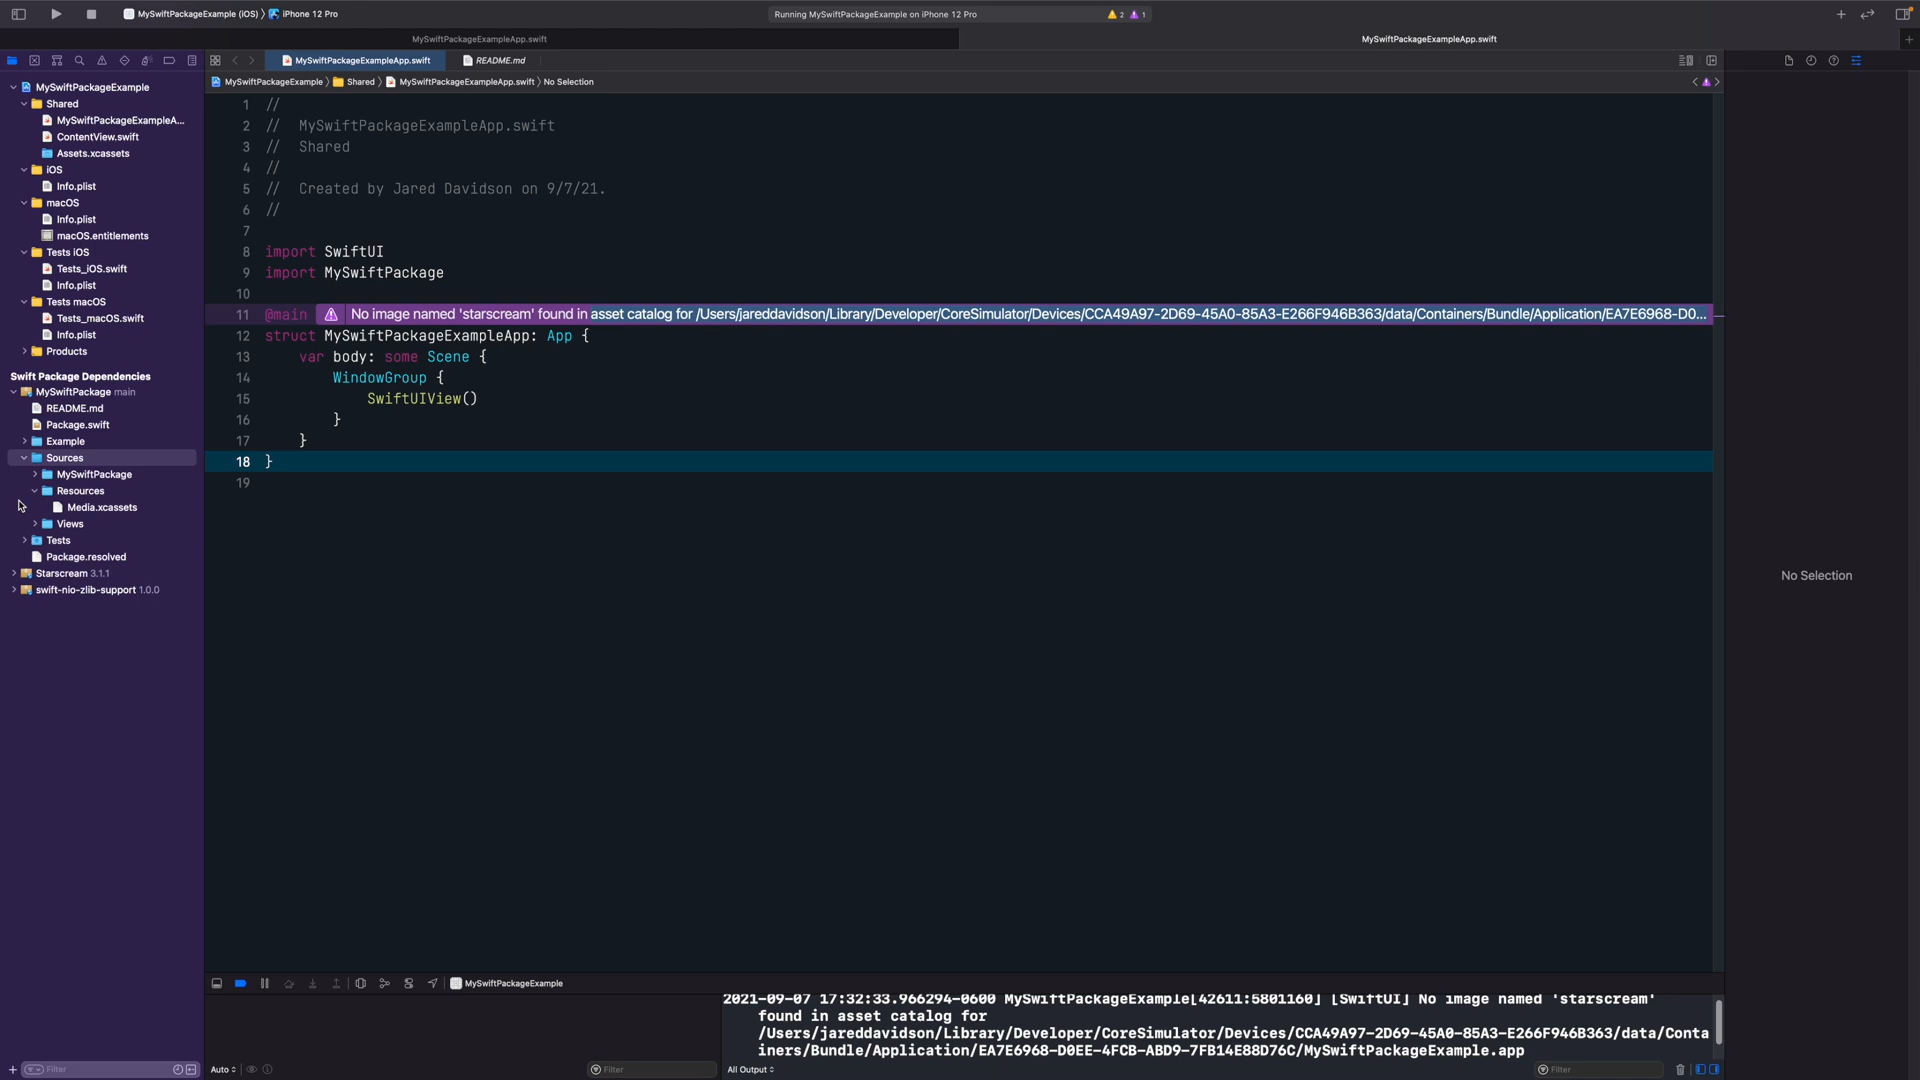 MySwiftPackageExample (iOS) 〉 iPhone 12 Pro
Running MySwiftPackageExample on iPhone 12 Pro
2
1
MySwiftPackageExampleApp.swift
MySwiftPackageExampleApp.swift
MySwiftPackageExampleApp.swift
README.md
MySwiftPackageExample 〉 Shared 〉 MySwiftPackageExampleApp.swift 〉 No Selection
MySwiftPackageExample
Shared
MySwiftPackageExampleA...
ContentView.swift
Assets.xcassets
iOS
Info.plist
macOS
Info.plist
macOS.entitlements
Tests iOS
Tests_iOS.swift
Info.plist
Tests macOS
Tests_macOS.swift
Info.plist
Products
Swift Package Dependencies
MySwiftPackage main
README.md
Package.swift
Example
Sources
MySwiftPackage
Resources
Media.xcassets
Views
Tests
Package.resolved
Starscream 3.1.1
swift-nio-zlib-support 1.0.0
Filter
1 //
2 // MySwiftPackageExampleApp.swift
3 // Shared
4 //
5 // Created by Jared Davidson on 9/7/21.
6 //
7
8 import SwiftUI
9 import MySwiftPackage
10
11 @main No image named 'starscream' found in asset catalog for /Users/jareddavidson/Library/Developer/CoreSimulator/Devices/CCA49A97-2D69-45A0-85A3-E266F946B363/data/Containers/Bundle/Application/EA7E6968-D0...
12 struct MySwiftPackageExampleApp: App {
13 var body: some Scene {
14 WindowGroup {
15 SwiftUIView()
16 }
17 }
18 }
19
No Selection
MySwiftPackageExample
2021-09-07 17:32:33.966294-0600 MySwiftPackageExample[42611:5801160] [SwiftUI] No image named 'starscream'
found in asset catalog for
/Users/jareddavidson/Library/Developer/CoreSimulator/Devices/CCA49A97-2D69-45A0-85A3-E266F946B363/data/Conta
iners/Bundle/Application/EA7E6968-D0EE-4FCB-ABD9-7FB14E88D76C/MySwiftPackageExample.app
Auto
Filter
All Output
Filter